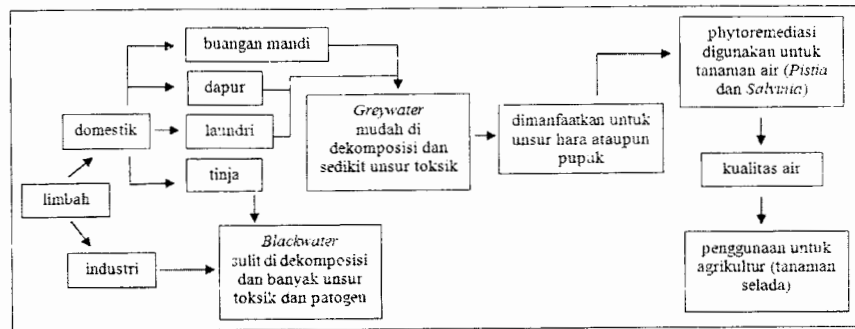 buangan mandi
dapur
domestik
laundri
tinja
limbah
industri
Greywater
mudah di
dekomposisi dan
sedikit unsur toksik
Blackwater
sulit di dekomposisi
dan banyak unsur
toksik dan patogen
dimanfaatkan untuk
unsur hara ataupun
pupuk
phytoremediasi
digunakan untuk
tanaman air (Pistia
dan Salvinia)
kualitas air
penggunaan untuk
agrikultur (tanaman
selada)